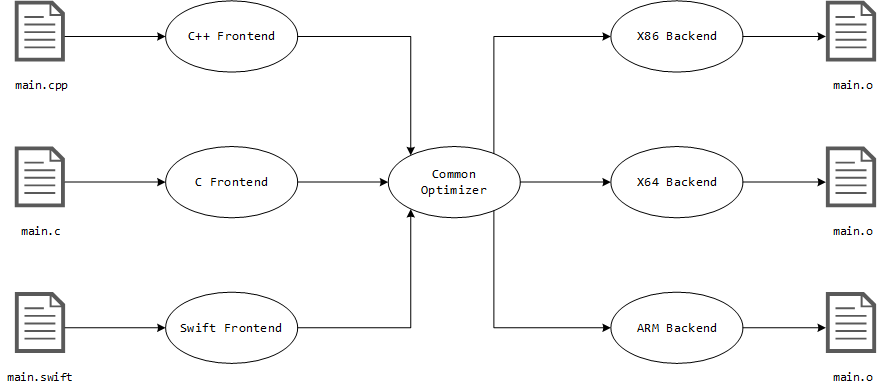 C++ Frontend
X86 Backend
main.cpp
main.o
C Frontend
Common
Optimizer
X64 Backend
main.c
main.o
Swift Frontend
ARM Backend
main.swift
main.o